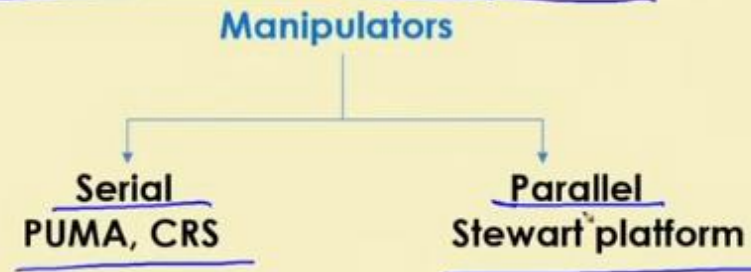 Manipulators
Serial
Parallel
PUMA, CRS
Stewart platform